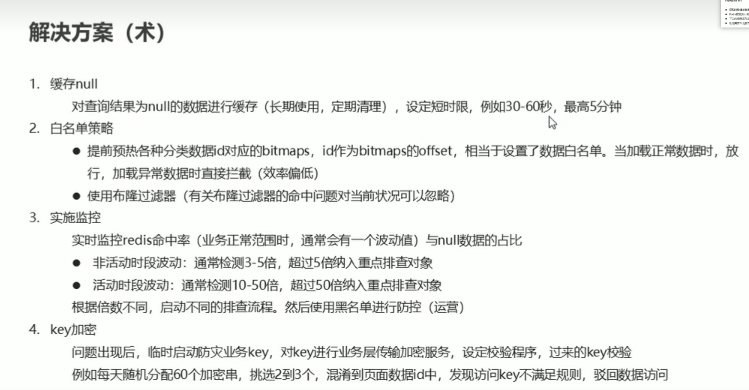 解决方案（术）
1. 缓存null
对查询结果为null的数据进行缓存（长期使用，定期清理），设定短时限，例如30-60秒，最高5分钟
2. 白名单策略
● 提前预热各种分类数据id对应的bitmaps，id作为bitmaps的offset，相当于设置了数据白名单。当加载正常数据时，放
行，加载异常数据时直接拦截（效率偏低）
● 使用布隆过滤器（有关布隆过滤器的命中问题对当前状况可以忽略）
3. 实施监控
实时监控redis命中率（业务正常范围时，通常会有一个波动值）与null数据的占比
● 非活动时段波动：通常检测3-5倍，超过5倍纳入重点排查对象
● 活动时段波动：通常检测10-50倍，超过50倍纳入重点排查对象
根据倍数不同，启动不同的排查流程。然后使用黑名单进行防控（运营）
4. key加密
问题出现后，临时启动防灾业务key，对key进行业务层传输加密服务，设定校验程序，过来的key校验
例如每天随机分配60个加密串，挑选2到3个，混淆到页面数据id中，发现访问key不满足规则，驳回数据访问